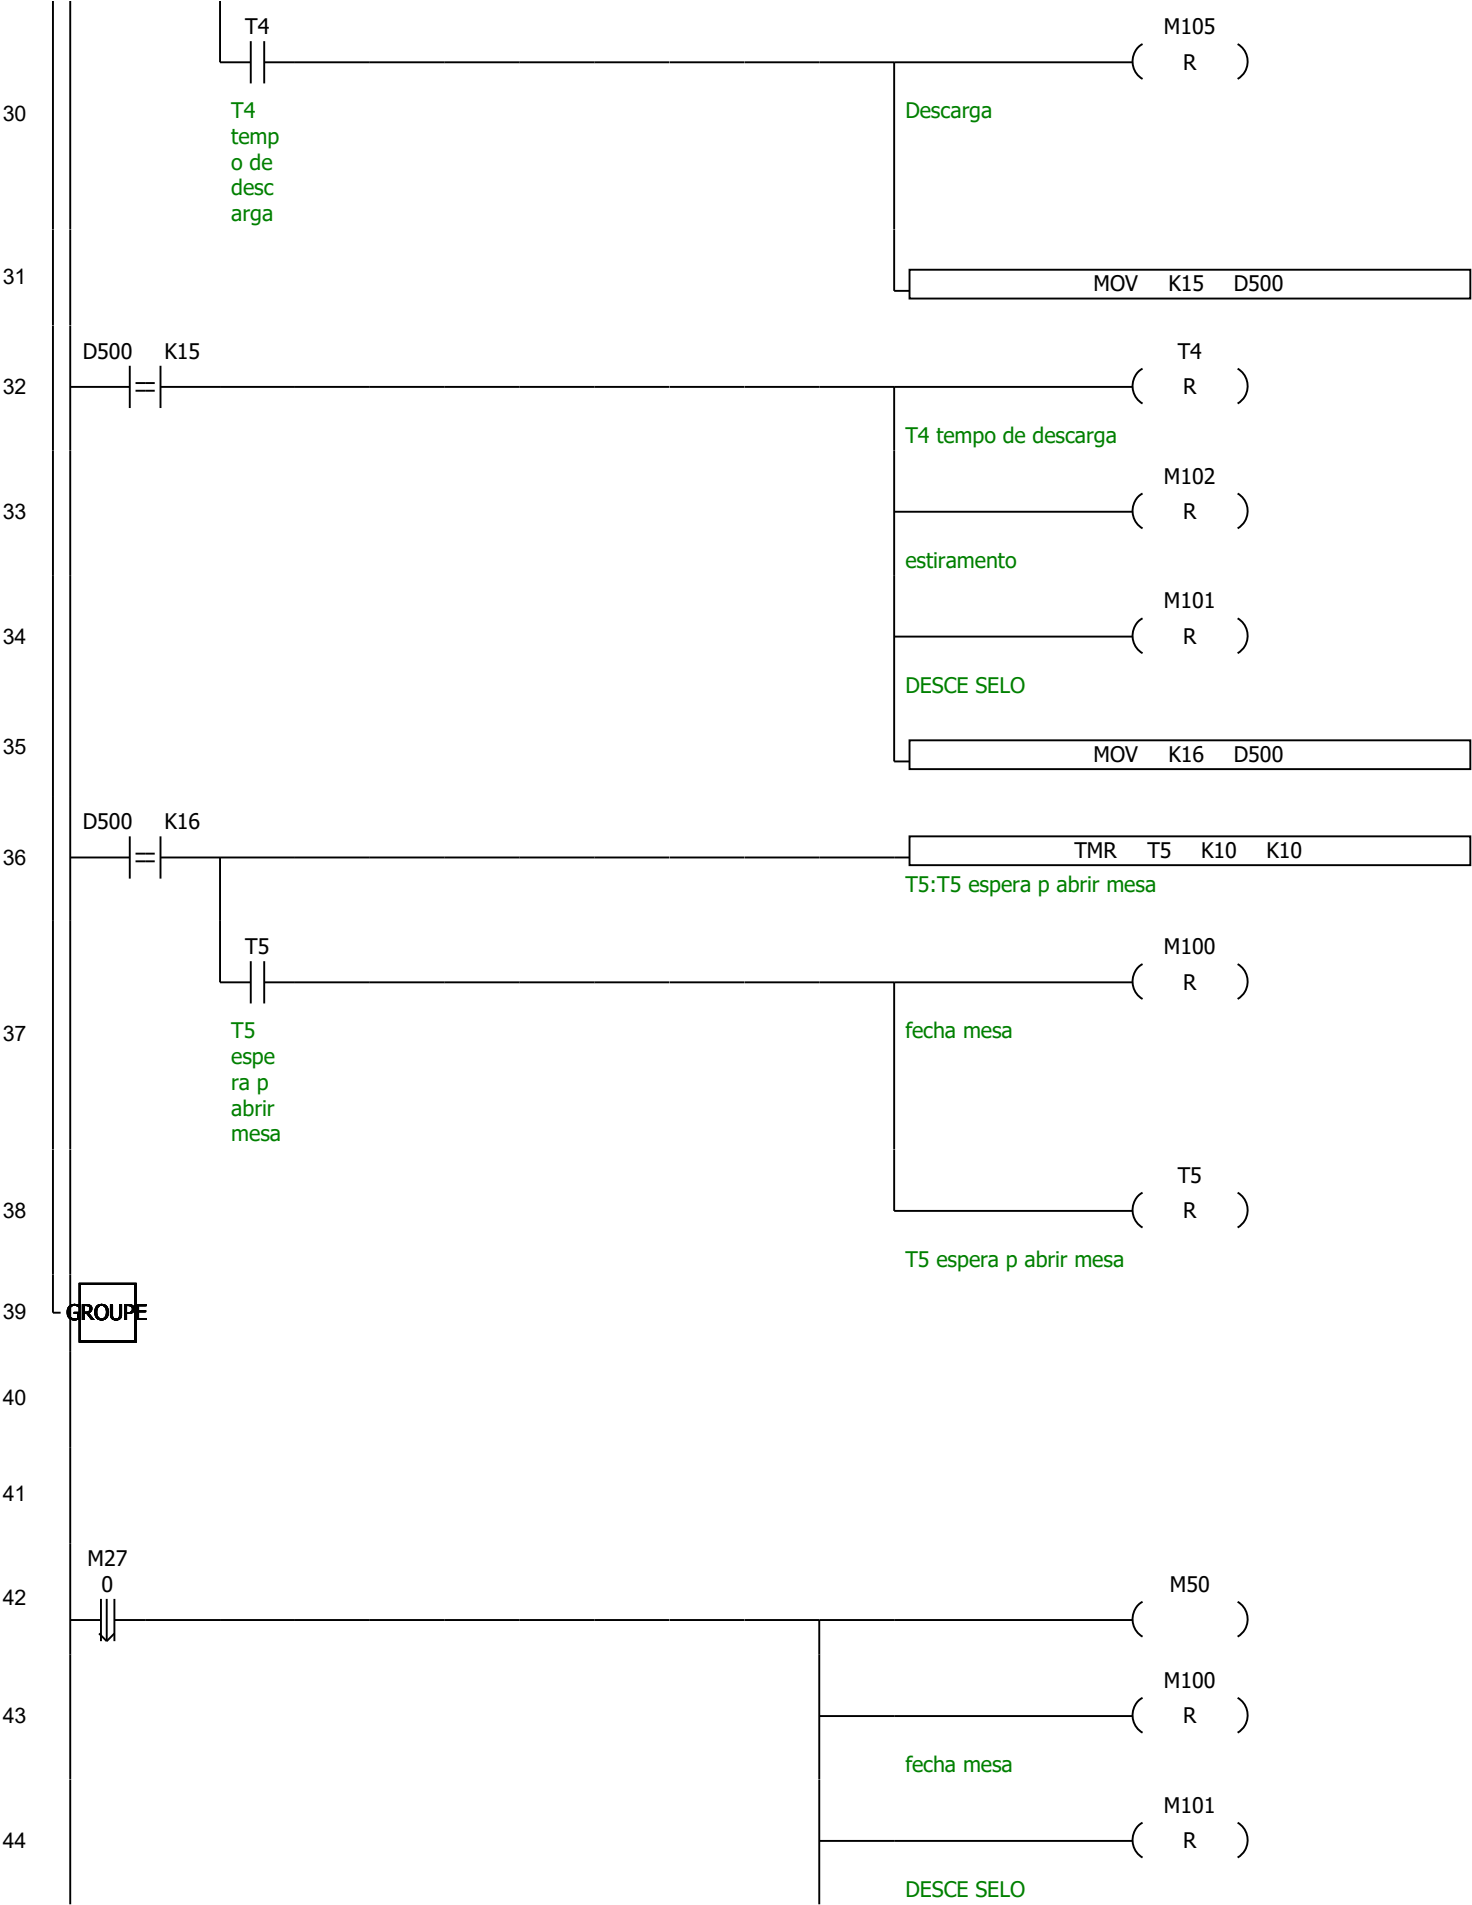 T4 M105
R
30
T4 Descarga
temp
o de
desc
arga
31 MOV K15 D500
D500 K15 T4
32 R
T4 tempo de descarga
M102
33 R
estiramento
M101
34 R
DESCE SELO
35 MOV K16 D500
D500 K16
36 TMR T5 K10 K10
T5:T5 espera p abrir mesa
T5 M100
R
37
T5 fecha mesa
espe
ra p
abrir
mesa
T5
38 R
T5 espera p abrir mesa
39 GROUPE
40
41
M27
0 M50
42
M100
43 R
fecha mesa
M101
44 R
DESCE SELO